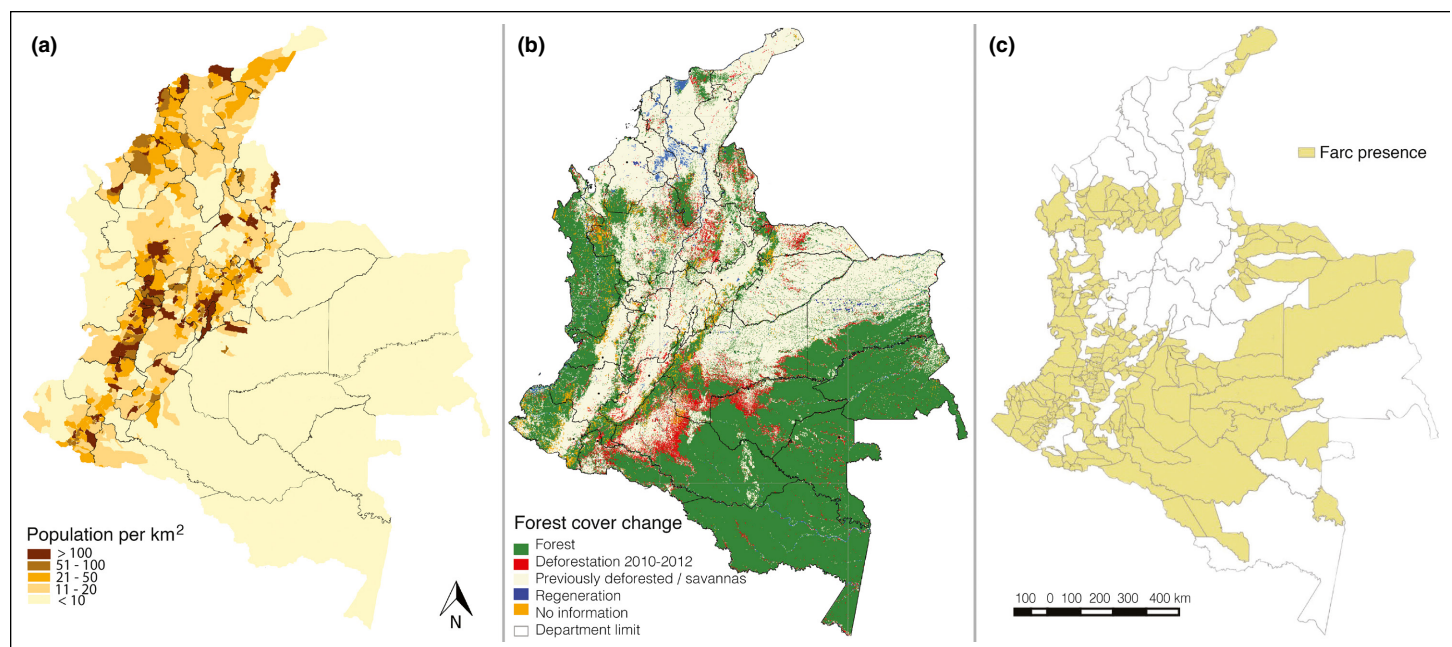 (a)
Population per km²
> 100
51 - 100
21 - 50
11 - 20
< 10
N
(b)
Forest cover change
Forest
Deforestation 2010-2012
Previously deforested / savannas
Regeneration
No information
Department limit
(c)
Farc presence
100 0 100 200 300 400 km